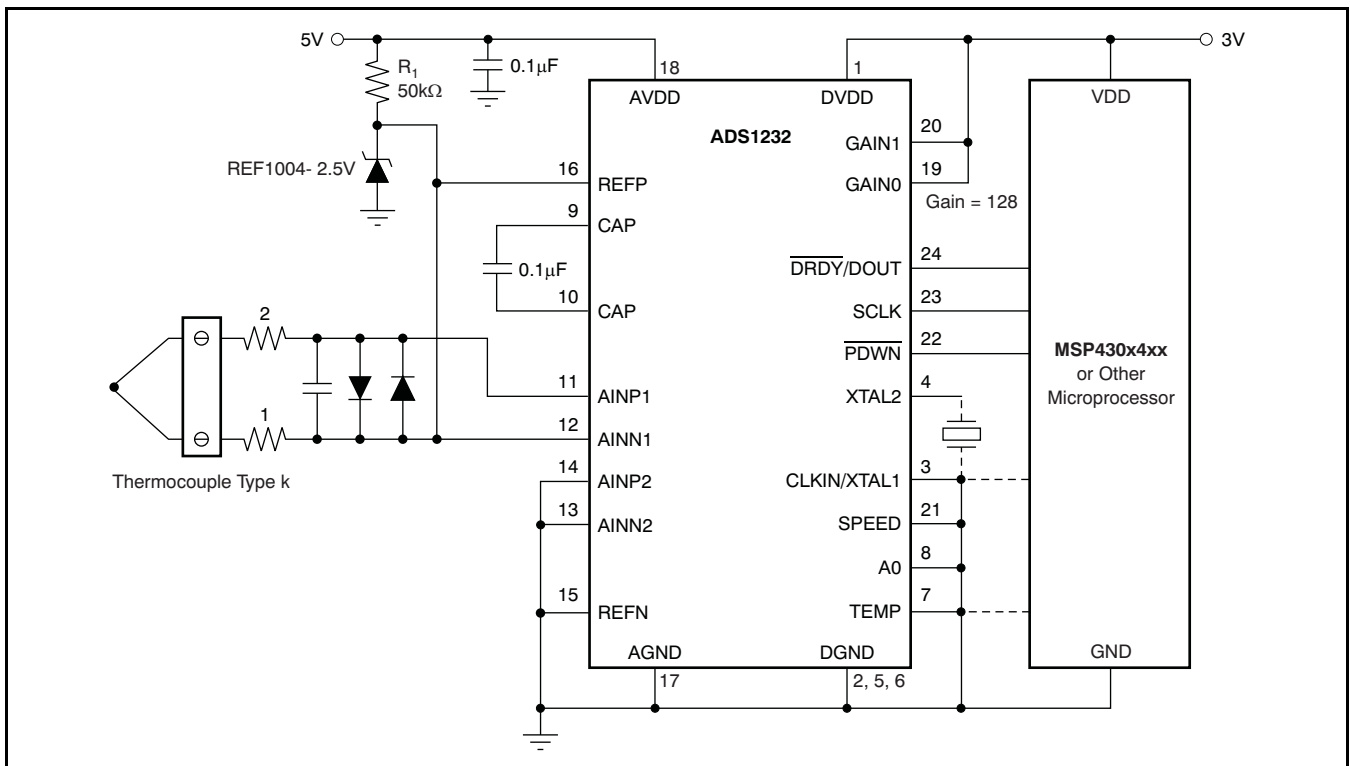 5V
3V
R1
50kΩ
0.1µF
18
1
AVDD
DVDD
VDD
ADS1232
20
GAIN1
19
GAIN0
Gain = 128
REF1004- 2.5V
16
REFP
9
CAP
0.1µF
10
CAP
24
DRDY/DOUT
23
SCLK
22
PDWN
MSP430x4xx
or Other
Microprocessor
2
1
Thermocouple Type k
11
AINP1
12
AINN1
14
AINP2
13
AINN2
15
REFN
4
XTAL2
3
CLKIN/XTAL1
21
SPEED
8
A0
7
TEMP
AGND
DGND
GND
17
2, 5, 6